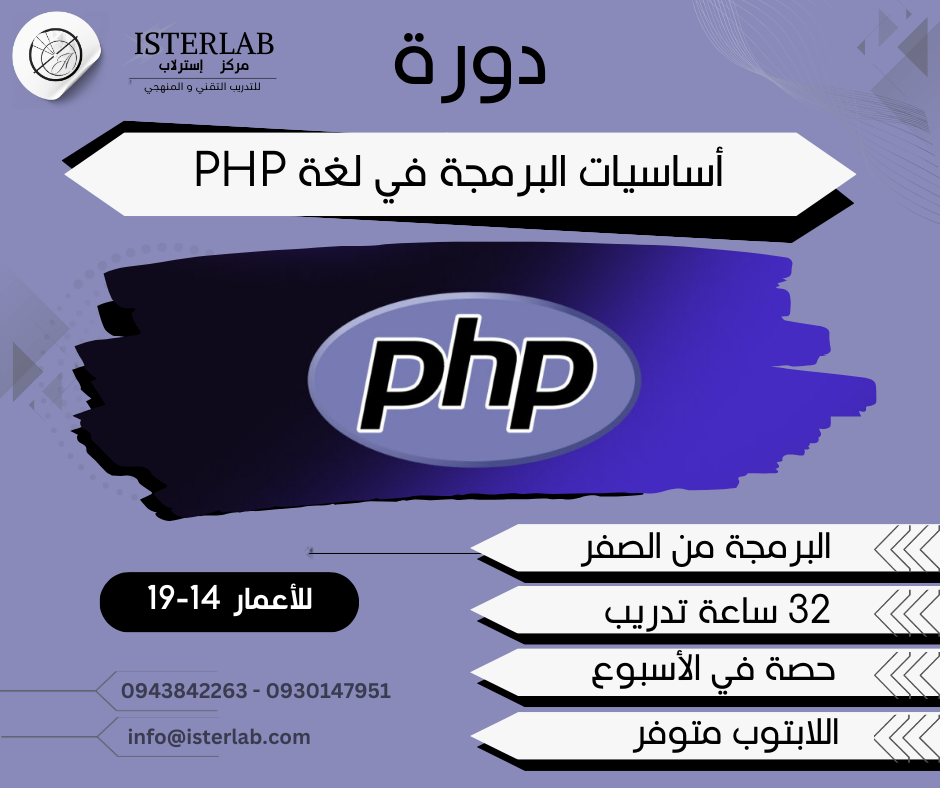 ISTERLAB
مركز إسترلاب
للتدريب التقني و المنهجي
دورة
أساسيات البرمجة في لغة PHP
php
البرمجة من الصفر
32 ساعة تدريب
حصة في الأسبوع
اللابتوب متوفر
للأعمار 14-19
0943842263 - 0930147951
info@isterlab.com